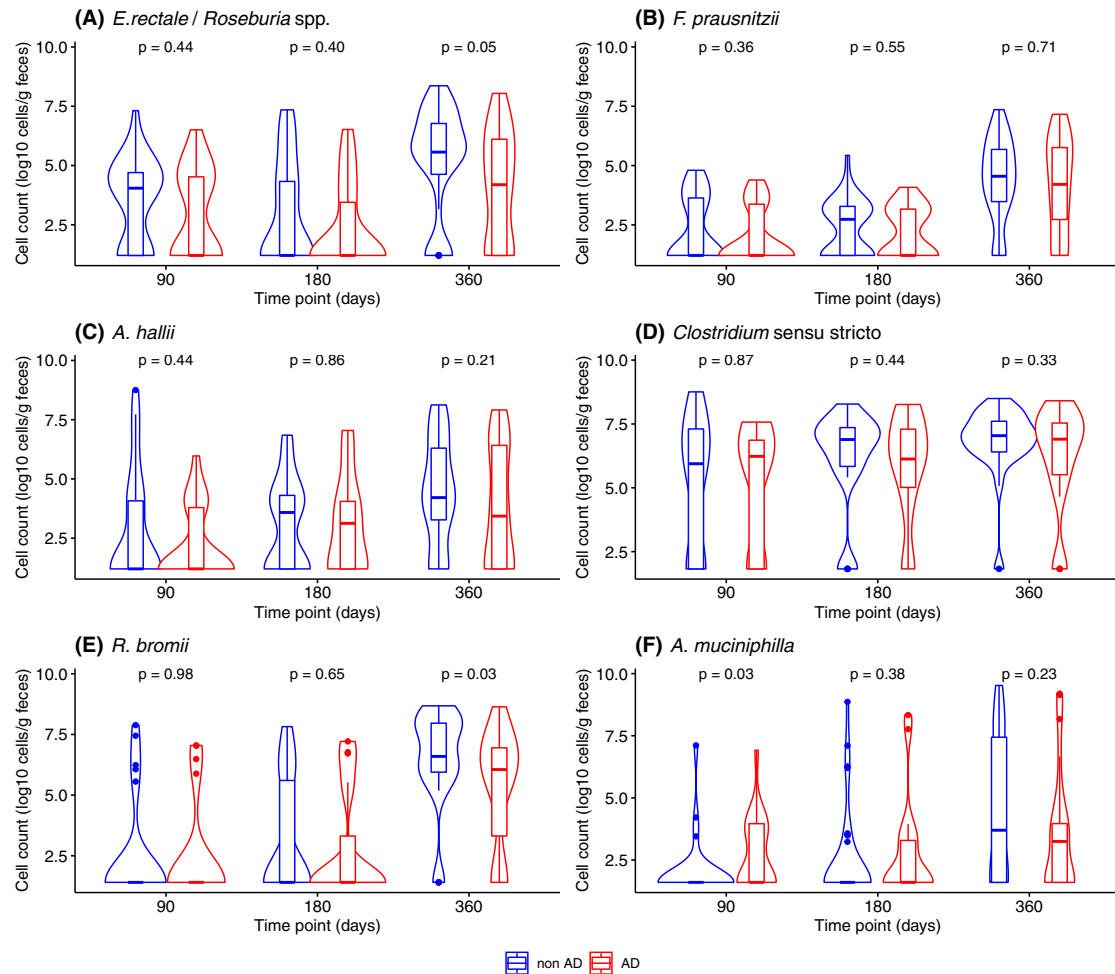 (A) E.rectale / Roseburia spp.
p = 0.44 p = 0.40 p = 0.05
Cell count (log10 cells/g feces)
10.0
7.5
5.0
2.5
90 180 360
Time point (days)
(B) F. prausnitzii
p = 0.36 p = 0.55 p = 0.71
Cell count (log10 cells/g feces)
10.0
7.5
5.0
2.5
90 180 360
Time point (days)
(C) A. hallii
p = 0.44 p = 0.86 p = 0.21
Cell count (log10 cells/g feces)
10.0
7.5
5.0
2.5
90 180 360
Time point (days)
(D) Clostridium sensu stricto
p = 0.87 p = 0.44 p = 0.33
Cell count (log10 cells/g feces)
10.0
7.5
5.0
2.5
90 180 360
Time point (days)
(E) R. bromii
p = 0.98 p = 0.65 p = 0.03
Cell count (log10 cells/g feces)
10.0
7.5
5.0
2.5
90 180 360
Time point (days)
(F) A. muciniphilla
p = 0.03 p = 0.38 p = 0.23
Cell count (log10 cells/g feces)
10.0
7.5
5.0
2.5
90 180 360
Time point (days)
non AD AD